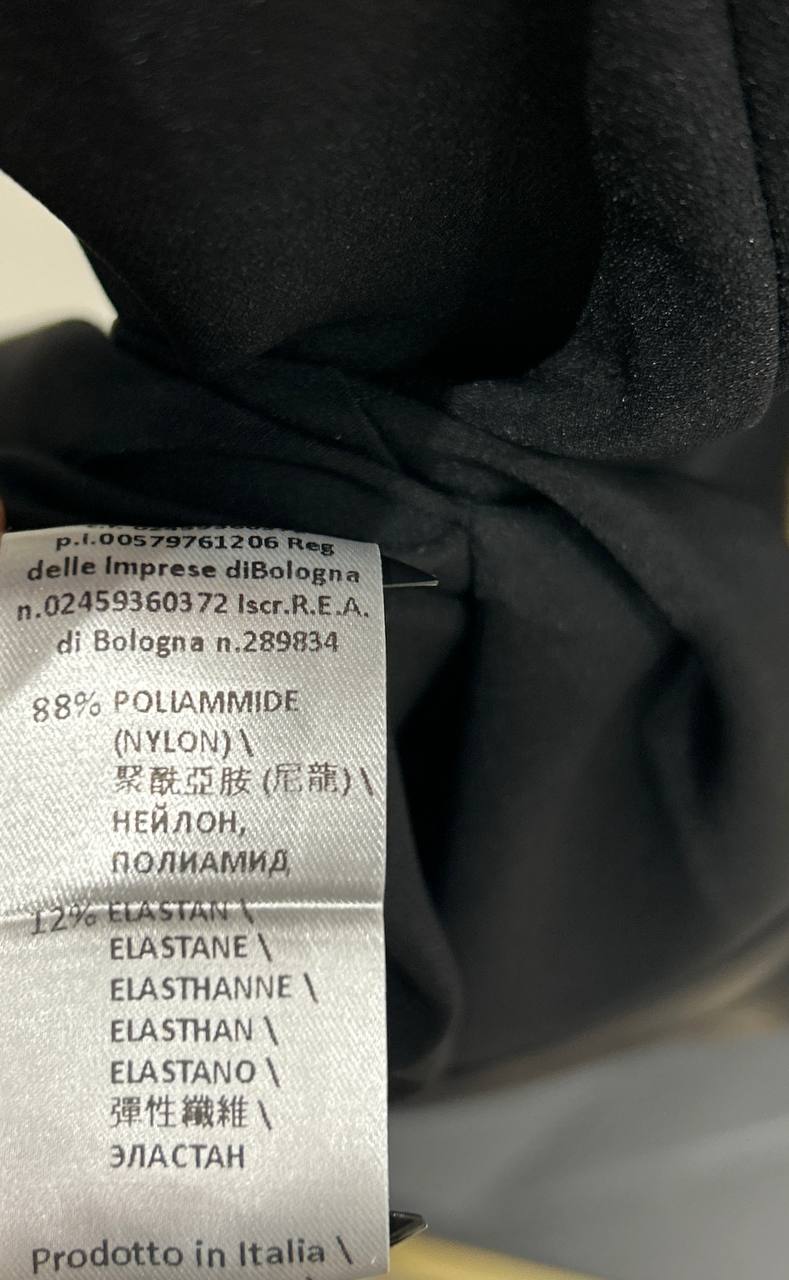 p.i.00579761206 Reg
delle Imprese diBologna
n.02459360372 Iscr.R.E.A.
di Bologna n.289834
88% POLIAMMIDE
(NYLON) \
聚酰亞胺 (尼龍) \
НЕЙЛОН,
ПОЛИАМИД
12% ELASTAN \
ELASTANE \
ELASTHANNE \
ELASTHAN \
ELASTANO \
彈性纖維 \
ЭЛАСТАН
Prodotto in Italia \